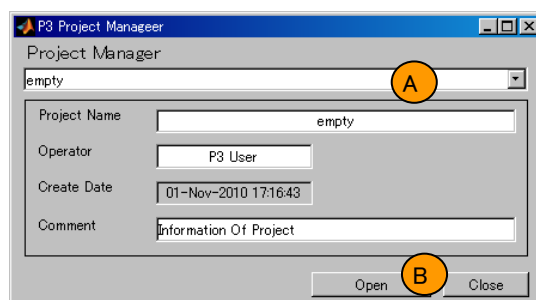 P3 Project Manageer
Project Manager
empty
A
Project Name
empty
Operator
P3 User
Create Date
01-Nov-2010 17:16:43
Comment
Information Of Project
Open
B
Close